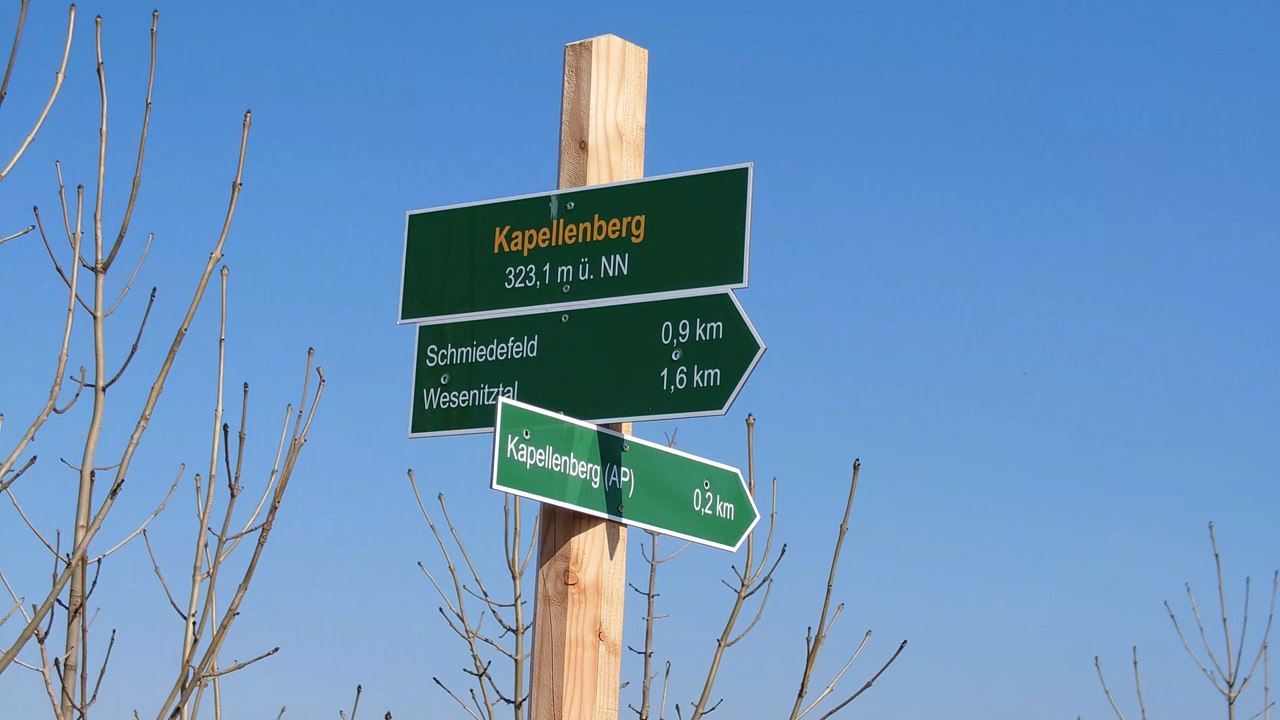 Kapellenberg
323,1 m ü. NN
Schmiedefeld 0,9 km
Wesenitztal 1,6 km
Kapellenberg (AP) 0,2 km